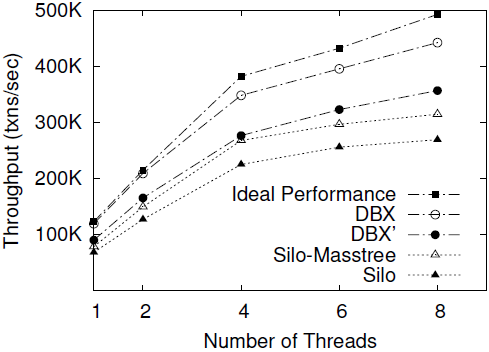 500K
400K
300K
200K
100K
Throughput (txns/sec)
Ideal Performance
DBX
DBX'
Silo-Masstree
Silo
1 2 4 6 8
Number of Threads